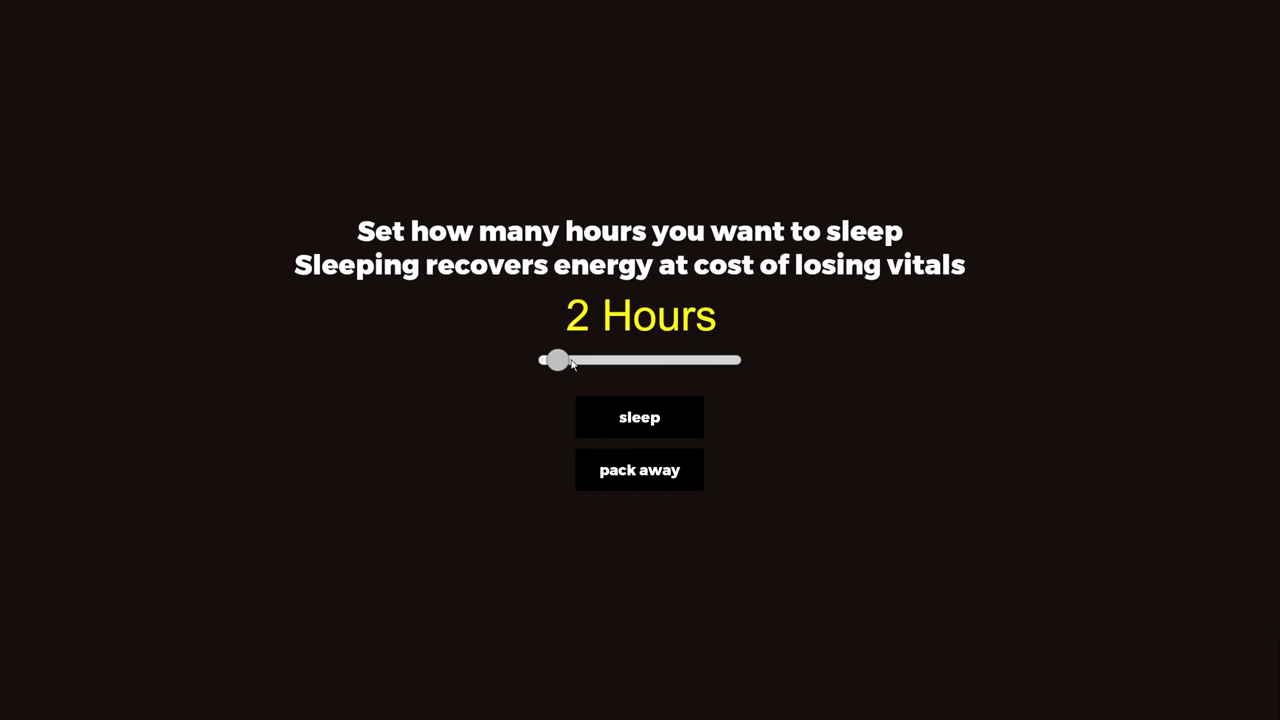 Set how many hours you want to sleep
Sleeping recovers energy at cost of losing vitals
2 Hours
sleep
pack away